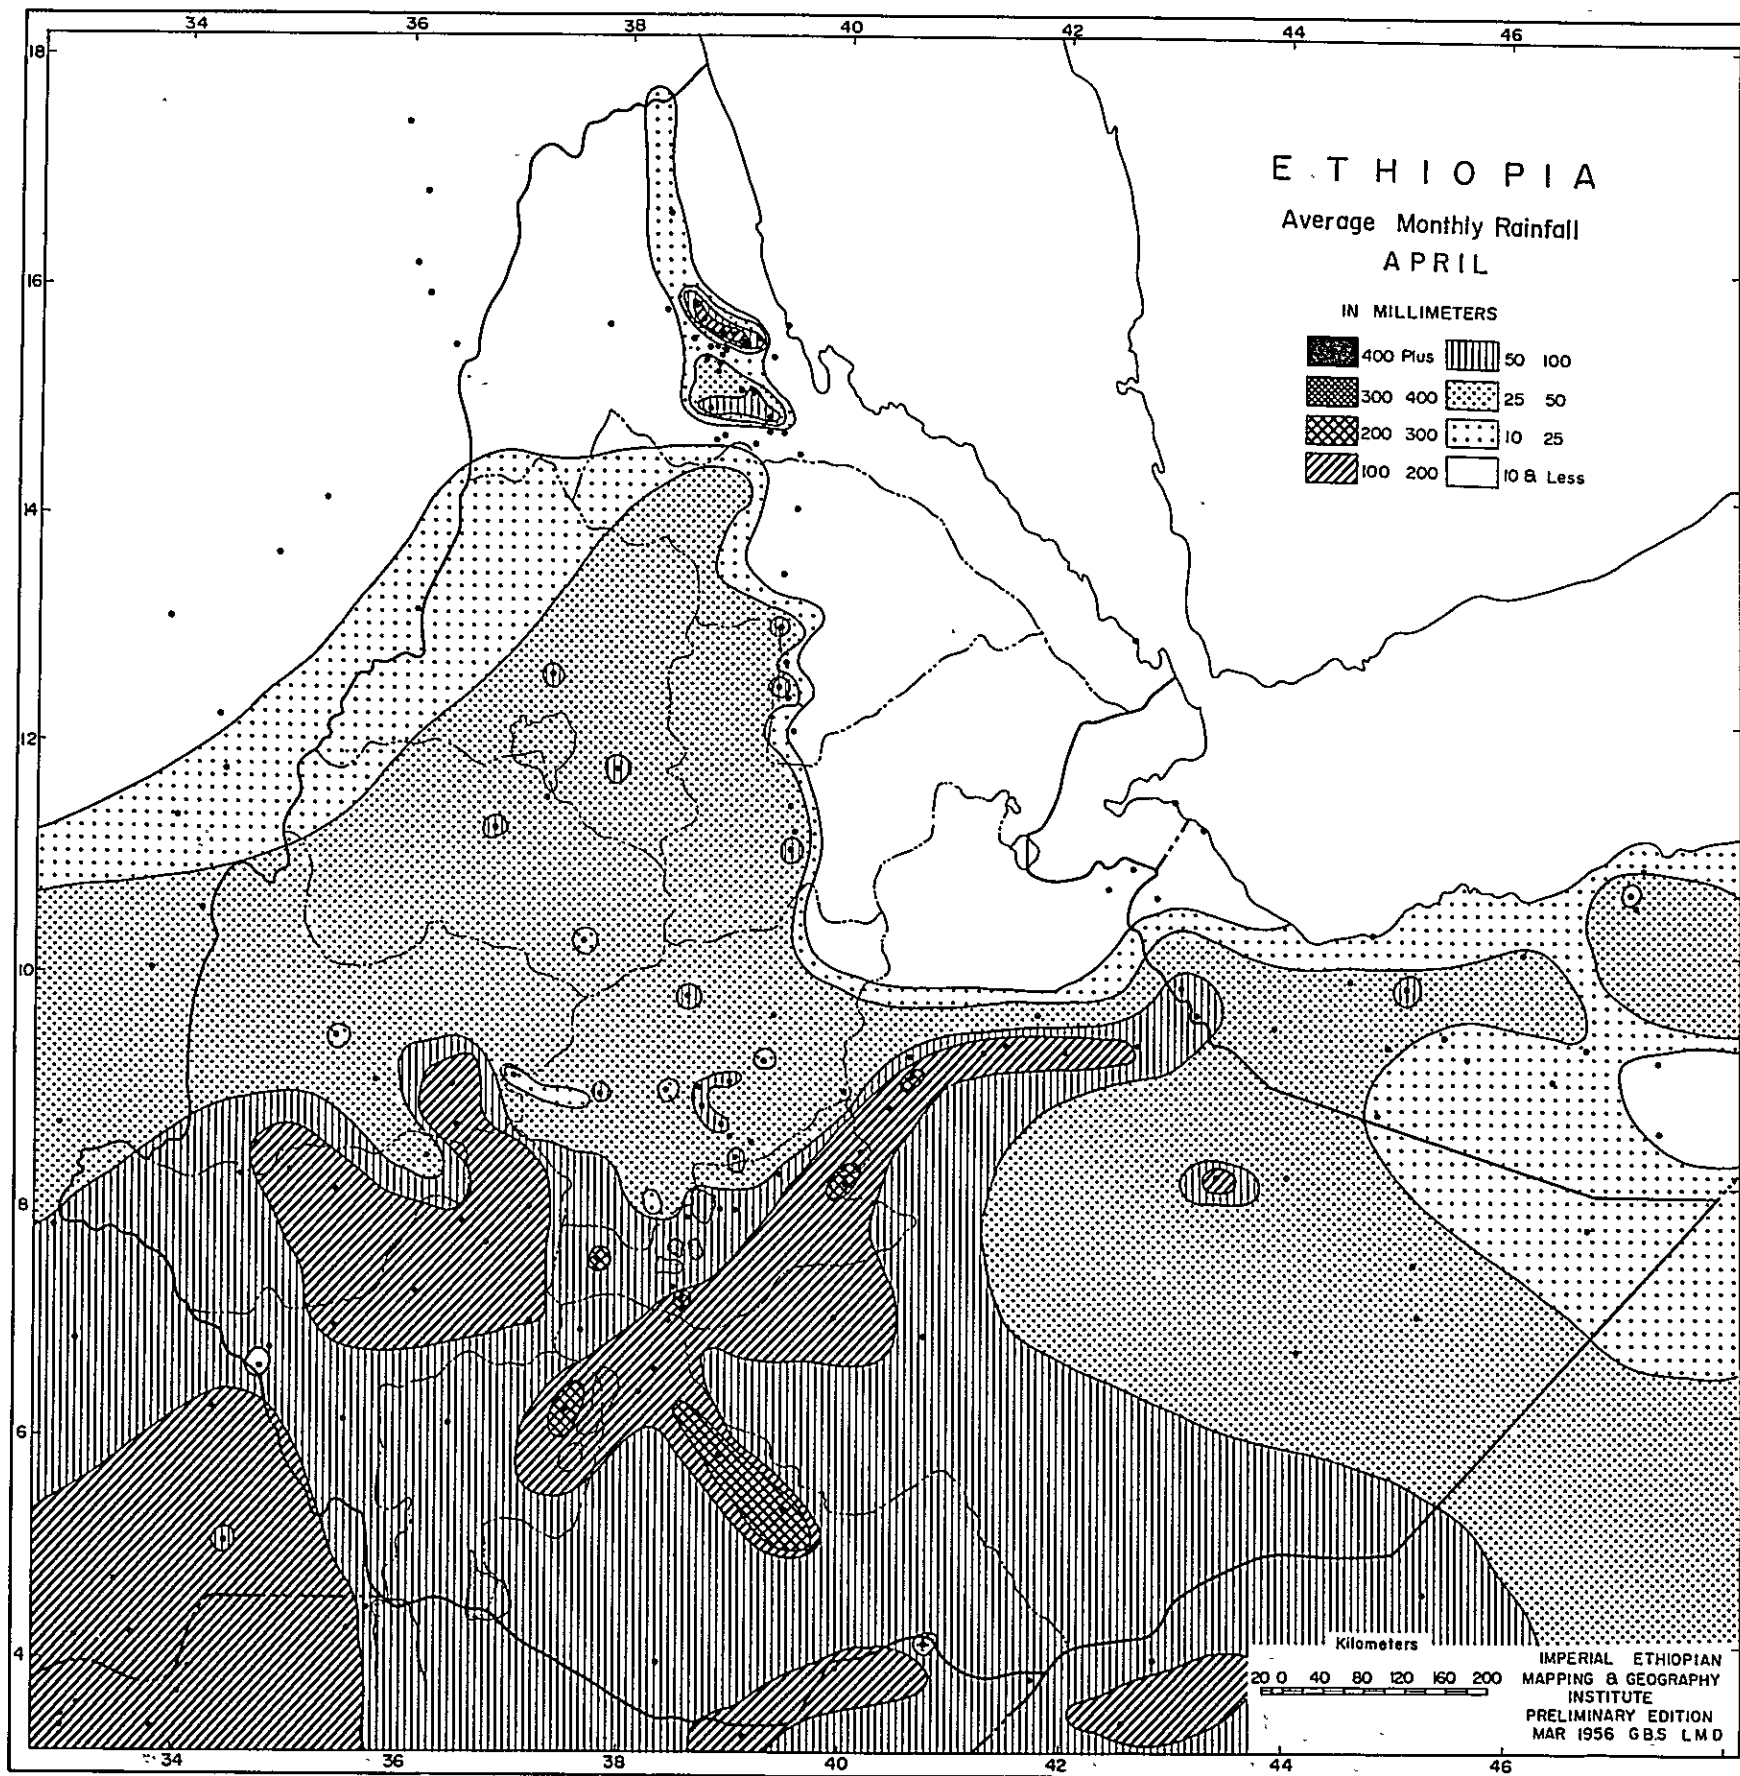 34 36 38 40 42 44 46
18
16
14
12
10
8
6
4
E T H I O P I A
Average Monthly Rainfall
APRIL
IN MILLIMETERS
400 Plus 50 100
300 400 25 50
200 300 10 25
100 200 10 & Less
Kilometers
20 0 40 80 120 160 200
IMPERIAL ETHIOPIAN
MAPPING & GEOGRAPHY
INSTITUTE
PRELIMINARY EDITION
MAR 1956 G B S L M D
34 36 38 40 42 44 46